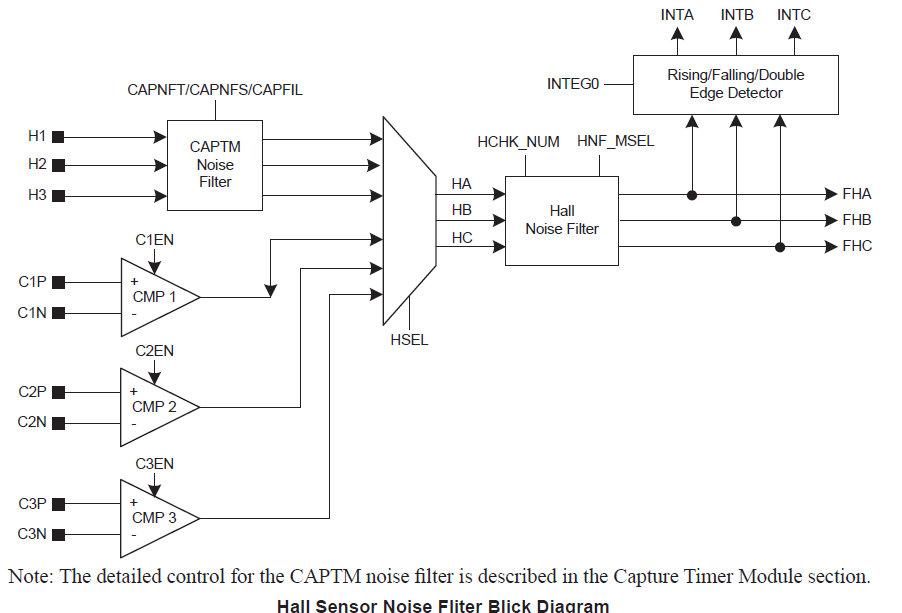 INTA INTB INTC
INTEG0
Rising/Falling/Double
Edge Detector
CAPNFT/CAPNFS/CAPFIL
H1
H2
H3
CAPTM
Noise
Filter
HCHK_NUM HNF_MSEL
HA
HB
HC
Hall
Noise Filter
FHA
FHB
FHC
HSEL
C1EN
C1P
C1N
+
CMP 1
-
C2EN
C2P
C2N
+
CMP 2
-
C3EN
C3P
C3N
+
CMP 3
-
Note: The detailed control for the CAPTM noise filter is described in the Capture Timer Module section.
Hall Sensor Noise Fliter Blick Diagram